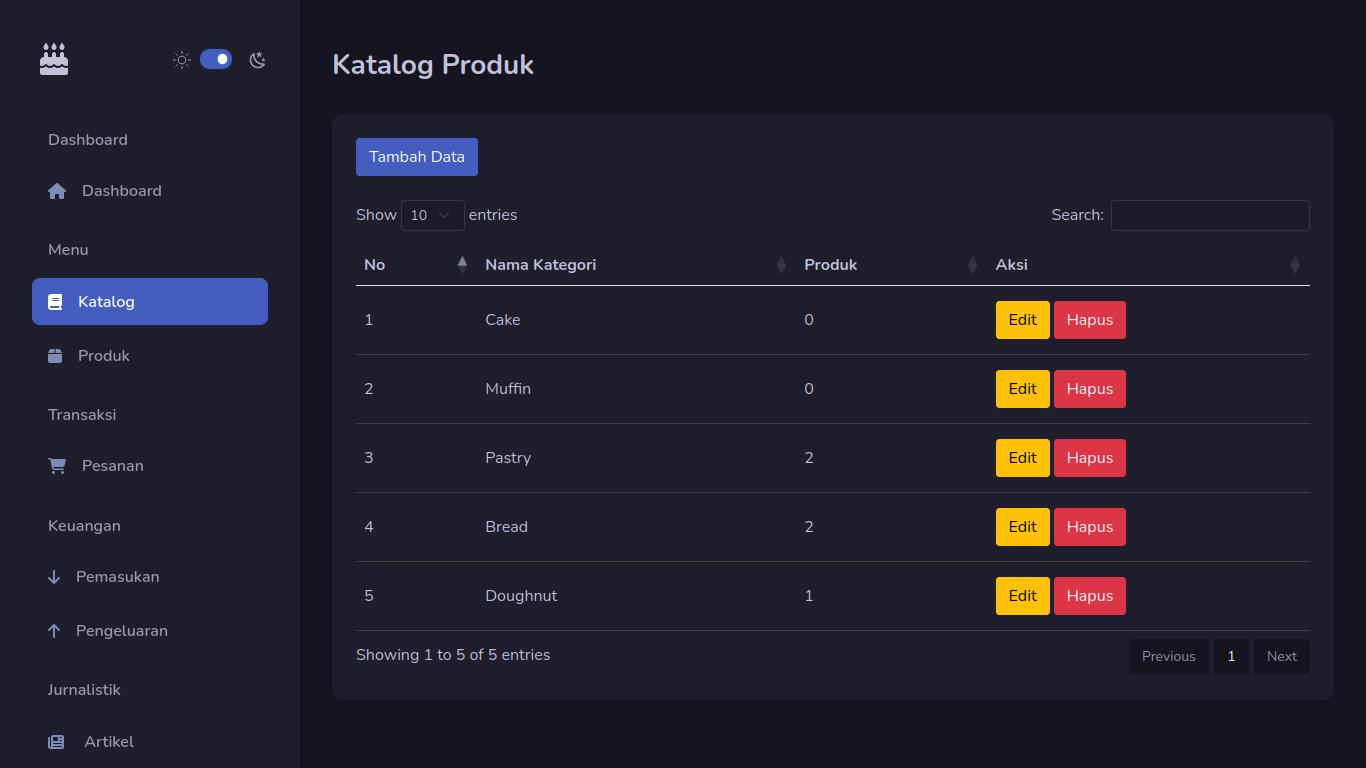 Dashboard
Dashboard
Menu
Katalog
Produk
Transaksi
Pesanan
Keuangan
Pemasukan
Pengeluaran
Jurnalistik
Artikel
Katalog Produk
Tambah Data
Show 10 entries Search:
No Nama Kategori Produk Aksi
1 Cake 0 Edit Hapus
2 Muffin 0 Edit Hapus
3 Pastry 2 Edit Hapus
4 Bread 2 Edit Hapus
5 Doughnut 1 Edit Hapus
Showing 1 to 5 of 5 entries Previous 1 Next